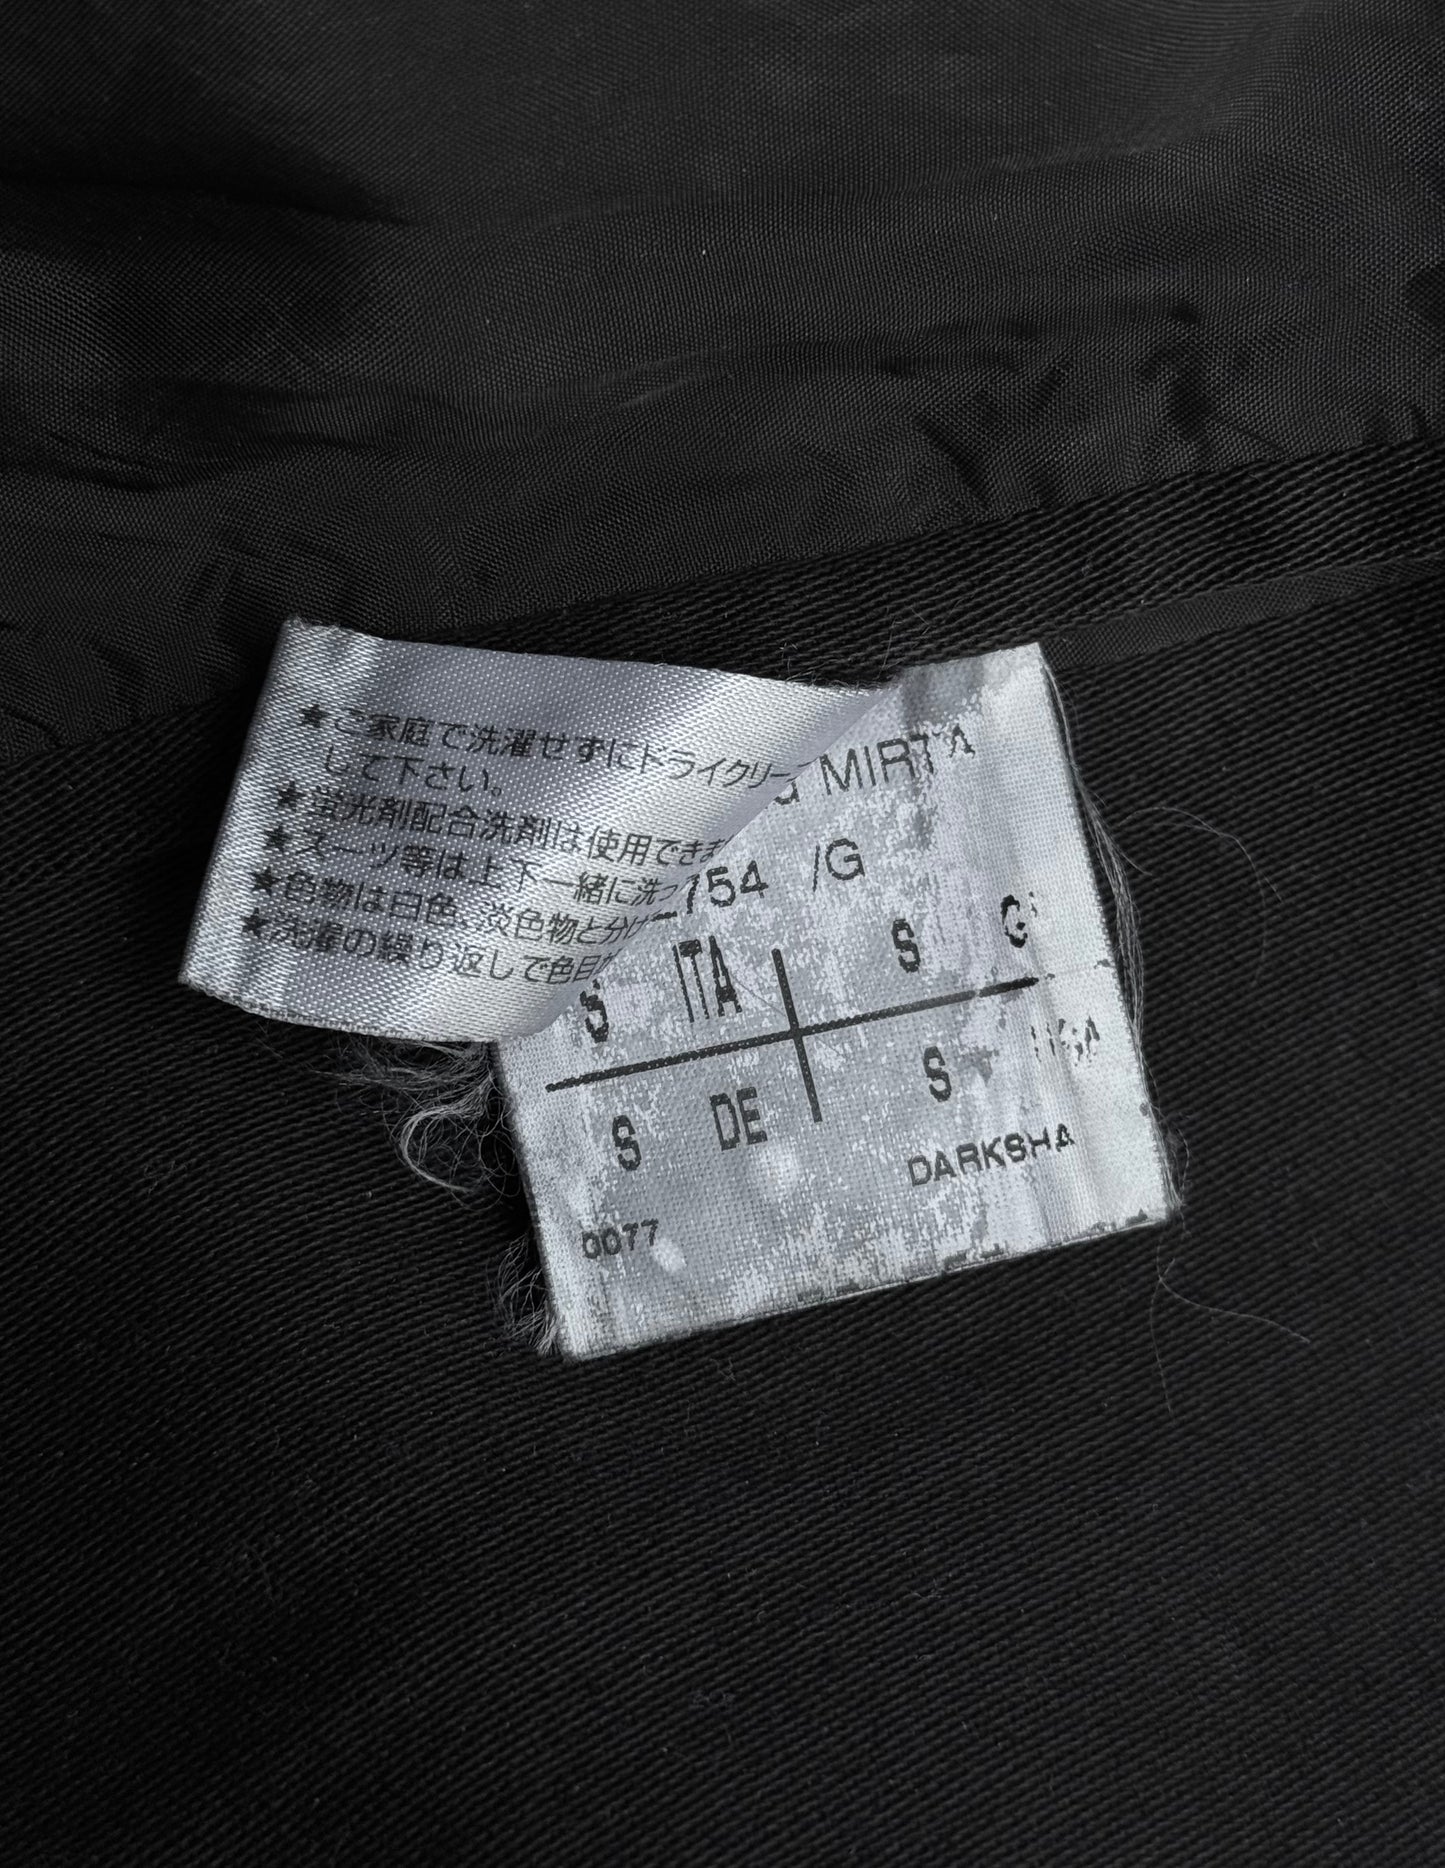 ★ご家庭で洗濯せずにドライクリー
して下さい。
★蛍光剤配合洗剤は使用できま
★スーツ等は上下一緒に洗っ
★色物は白色、淡色物と分け
★洗濯の繰り返しで色目
MIRTA
754 /G
S ITA S
S DE S
DARKSHA
0077